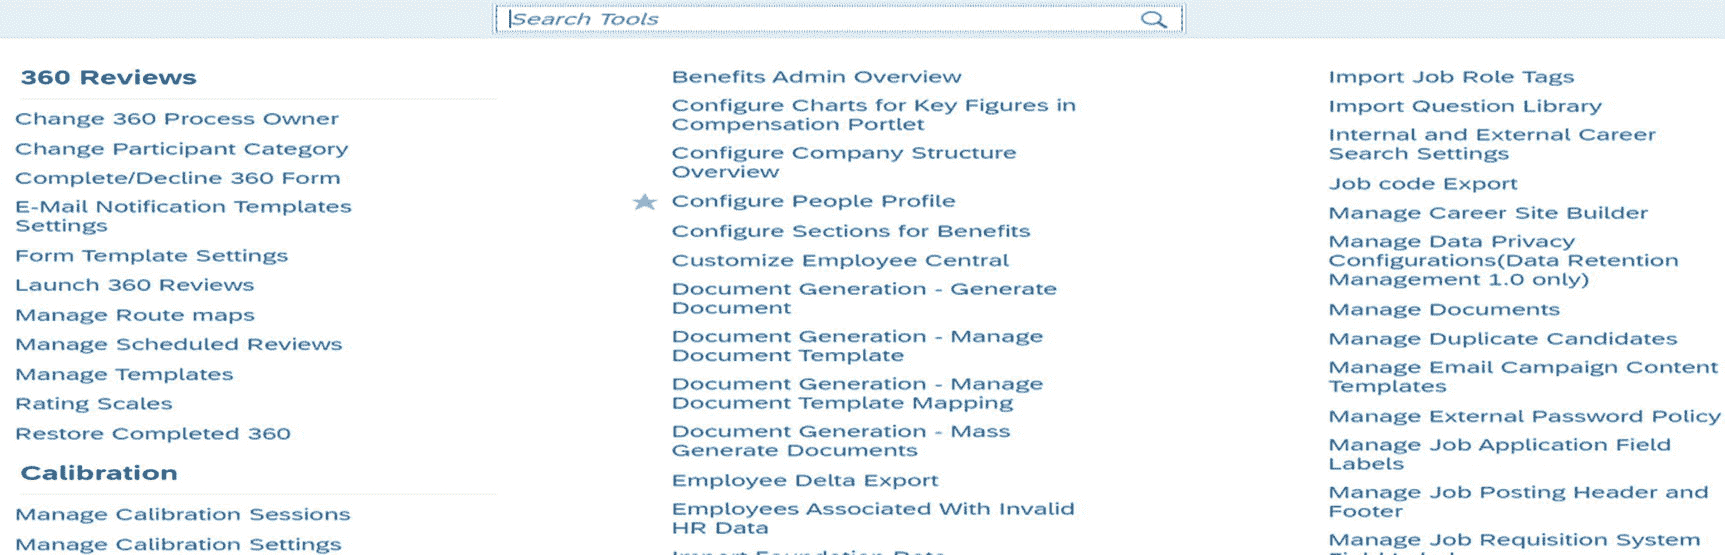 Search Tools
360 Reviews
Change 360 Process Owner
Change Participant Category
Complete/Decline 360 Form
E-Mail Notification Templates
Settings
Form Template Settings
Launch 360 Reviews
Manage Route maps
Manage Scheduled Reviews
Manage Templates
Rating Scales
Restore Completed 360
Calibration
Manage Calibration Sessions
Manage Calibration Settings
Benefits Admin Overview
Configure Charts for Key Figures in
Compensation Portlet
Configure Company Structure
Overview
Configure People Profile
Configure Sections for Benefits
Customize Employee Central
Document Generation - Generate
Document
Document Generation - Manage
Document Template
Document Generation - Manage
Document Template Mapping
Document Generation - Mass
Generate Documents
Employee Delta Export
Employees Associated With Invalid
HR Data
Import Foundation Data
Import Job Role Tags
Import Question Library
Internal and External Career
Search Settings
Job code Export
Manage Career Site Builder
Manage Data Privacy
Configurations(Data Retention
Management 1.0 only)
Manage Documents
Manage Duplicate Candidates
Manage Email Campaign Content
Templates
Manage External Password Policy
Manage Job Application Field
Labels
Manage Job Posting Header and
Footer
Manage Job Requisition System